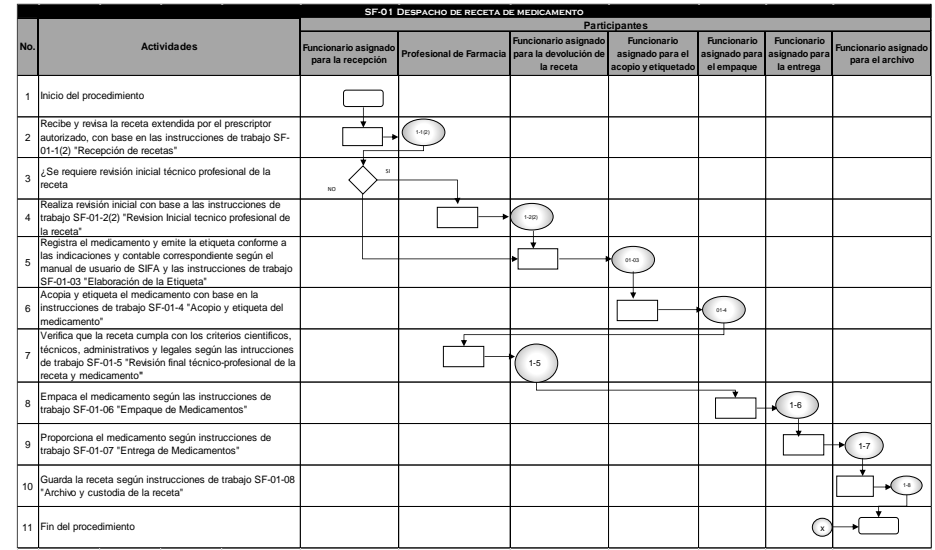 SF-01 DESPACHO DE RECETA DE MEDICAMENTO
No.
Actividades
Participantes
Funcionario asignado
para la recepción
Profesional de Farmacia
Funcionario asignado
para la devolución de
la receta
Funcionario
asignado para el
acopio y etiquetado
Funcionario
asignado para
el empaque
Funcionario
asignado para
la entrega
Funcionario asignado
para el archivo
1
Inicio del procedimiento
2
Recibe y revisa la receta extendida por el prescriptor
autorizado, con base en las instrucciones de trabajo SF-
01-1(2) "Recepción de recetas"
1-1(2)
3
¿Se requiere revisión inicial técnico profesional de la
receta
SI
NO
4
Realiza revisión inicial con base a las instrucciones de
trabajo SF-01-2(2) "Revision Inicial tecnico profesional de
la receta"
1-2(2)
5
Registra el medicamento y emite la etiqueta conforme a
las indicaciones y contable correspondiente según el
manual de usuario de SIFA y las instrucciones de trabajo
SF-01-03 "Elaboración de la Etiqueta"
01-03
6
Acopia y etiqueta el medicamento con base en la
instrucciones de trabajo SF-01-4 "Acopio y etiqueta del
medicamento"
01-4
7
Verifica que la receta cumpla con los criterios cientificos,
técnicos, administrativos y legales según las intrucciones
de trabajo SF-01-5 "Revisión final técnico-profesional de la
receta y medicamento"
1-5
8
Empaca el medicamento según las instrucciones de
trabajo SF-01-06 "Empaque de Medicamentos"
1-6
9
Proporciona el medicamento según instrucciones de
trabajo SF-01-07 "Entrega de Medicamentos"
1-7
10
Guarda la receta según instrucciones de trabajo SF-01-08
"Archivo y custodia de la receta"
1-8
11
Fin del procedimiento
x